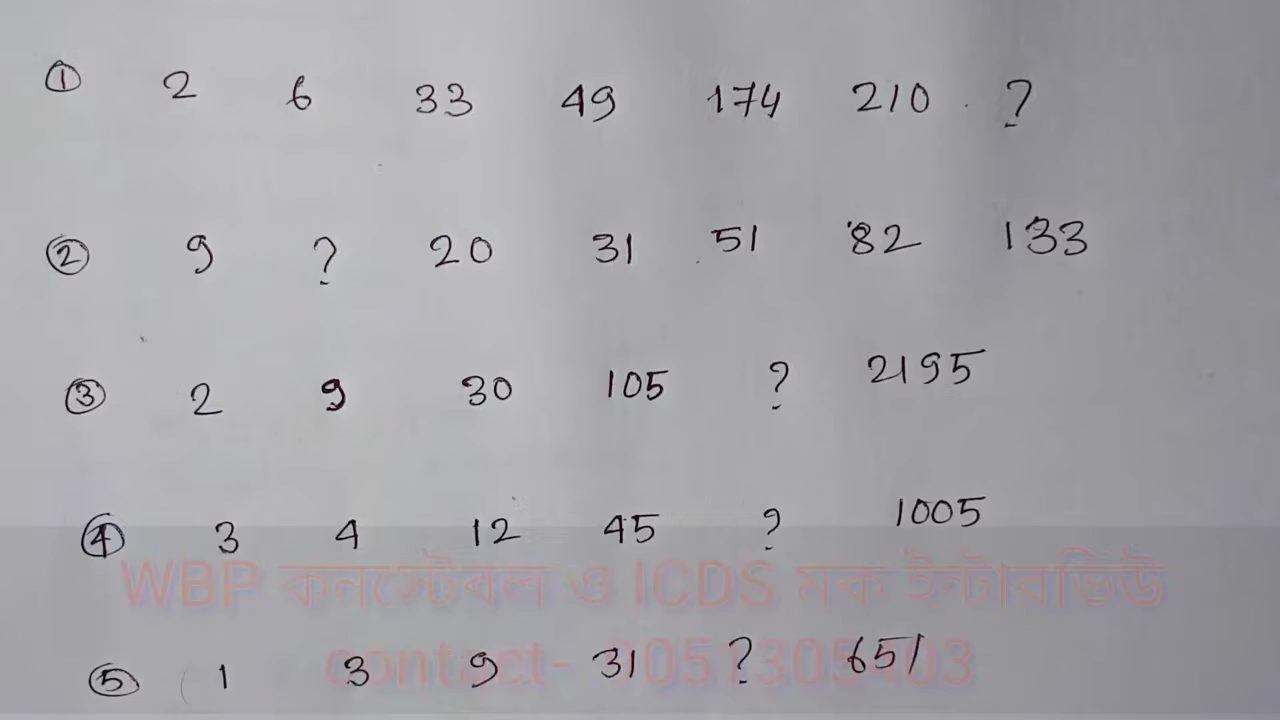 ① 2 6 33 49 174 210 ?
② 9 ? 20 31 51 82 133
③ 2 9 30 105 ? 2195
④ 3 4 12 45 ? 1005
WBP কনস্টেবল ও ICDS মক ইন্টারভিউ
⑤ 1 3 9 31 ? 651
contact-